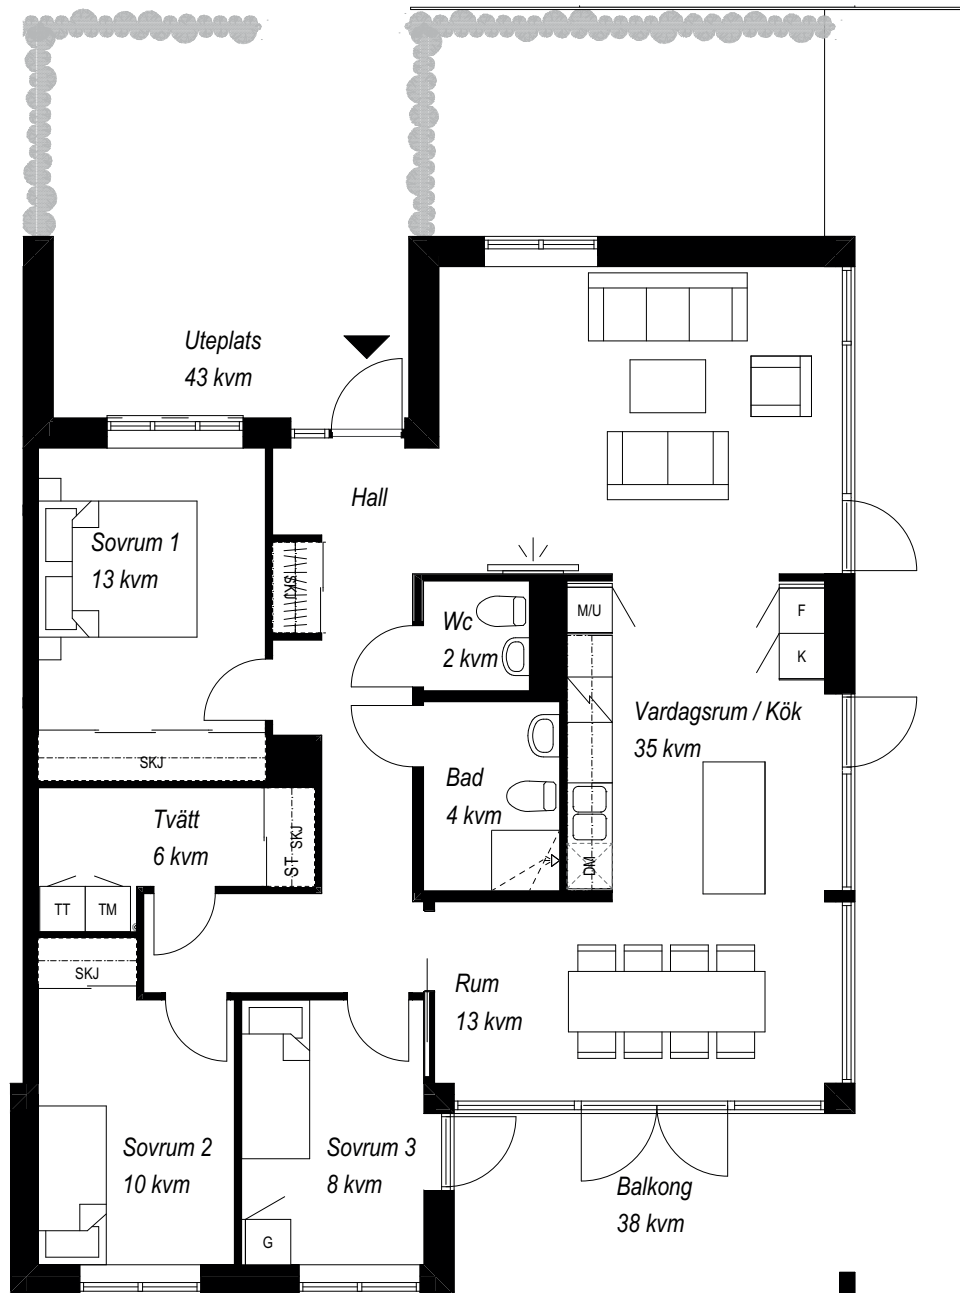 Uteplats
43 kvm
Hall
Sovrum 1
13 kvm
SKJ
Wc
2 kvm
M/U
F
K
Vardagsrum / Kök
35 kvm
SKJ
Bad
4 kvm
Tvätt
6 kvm
ST
SKJ
DM
TT
TM
SKJ
Rum
13 kvm
Sovrum 2
10 kvm
Sovrum 3
8 kvm
G
Balkong
38 kvm